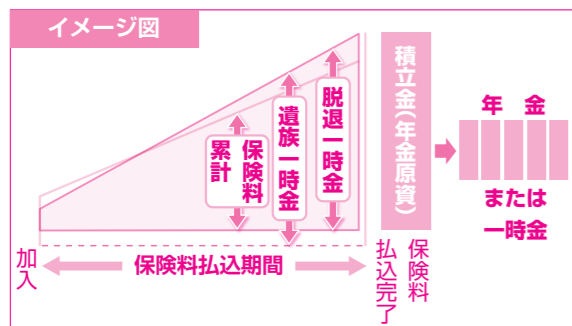 イメージ図
保険料
累計
遺族一時金
脱退一時金
積立金(年金原資)
年 金
または
一時金
加入
保険料払込期間
保険料
払込完了